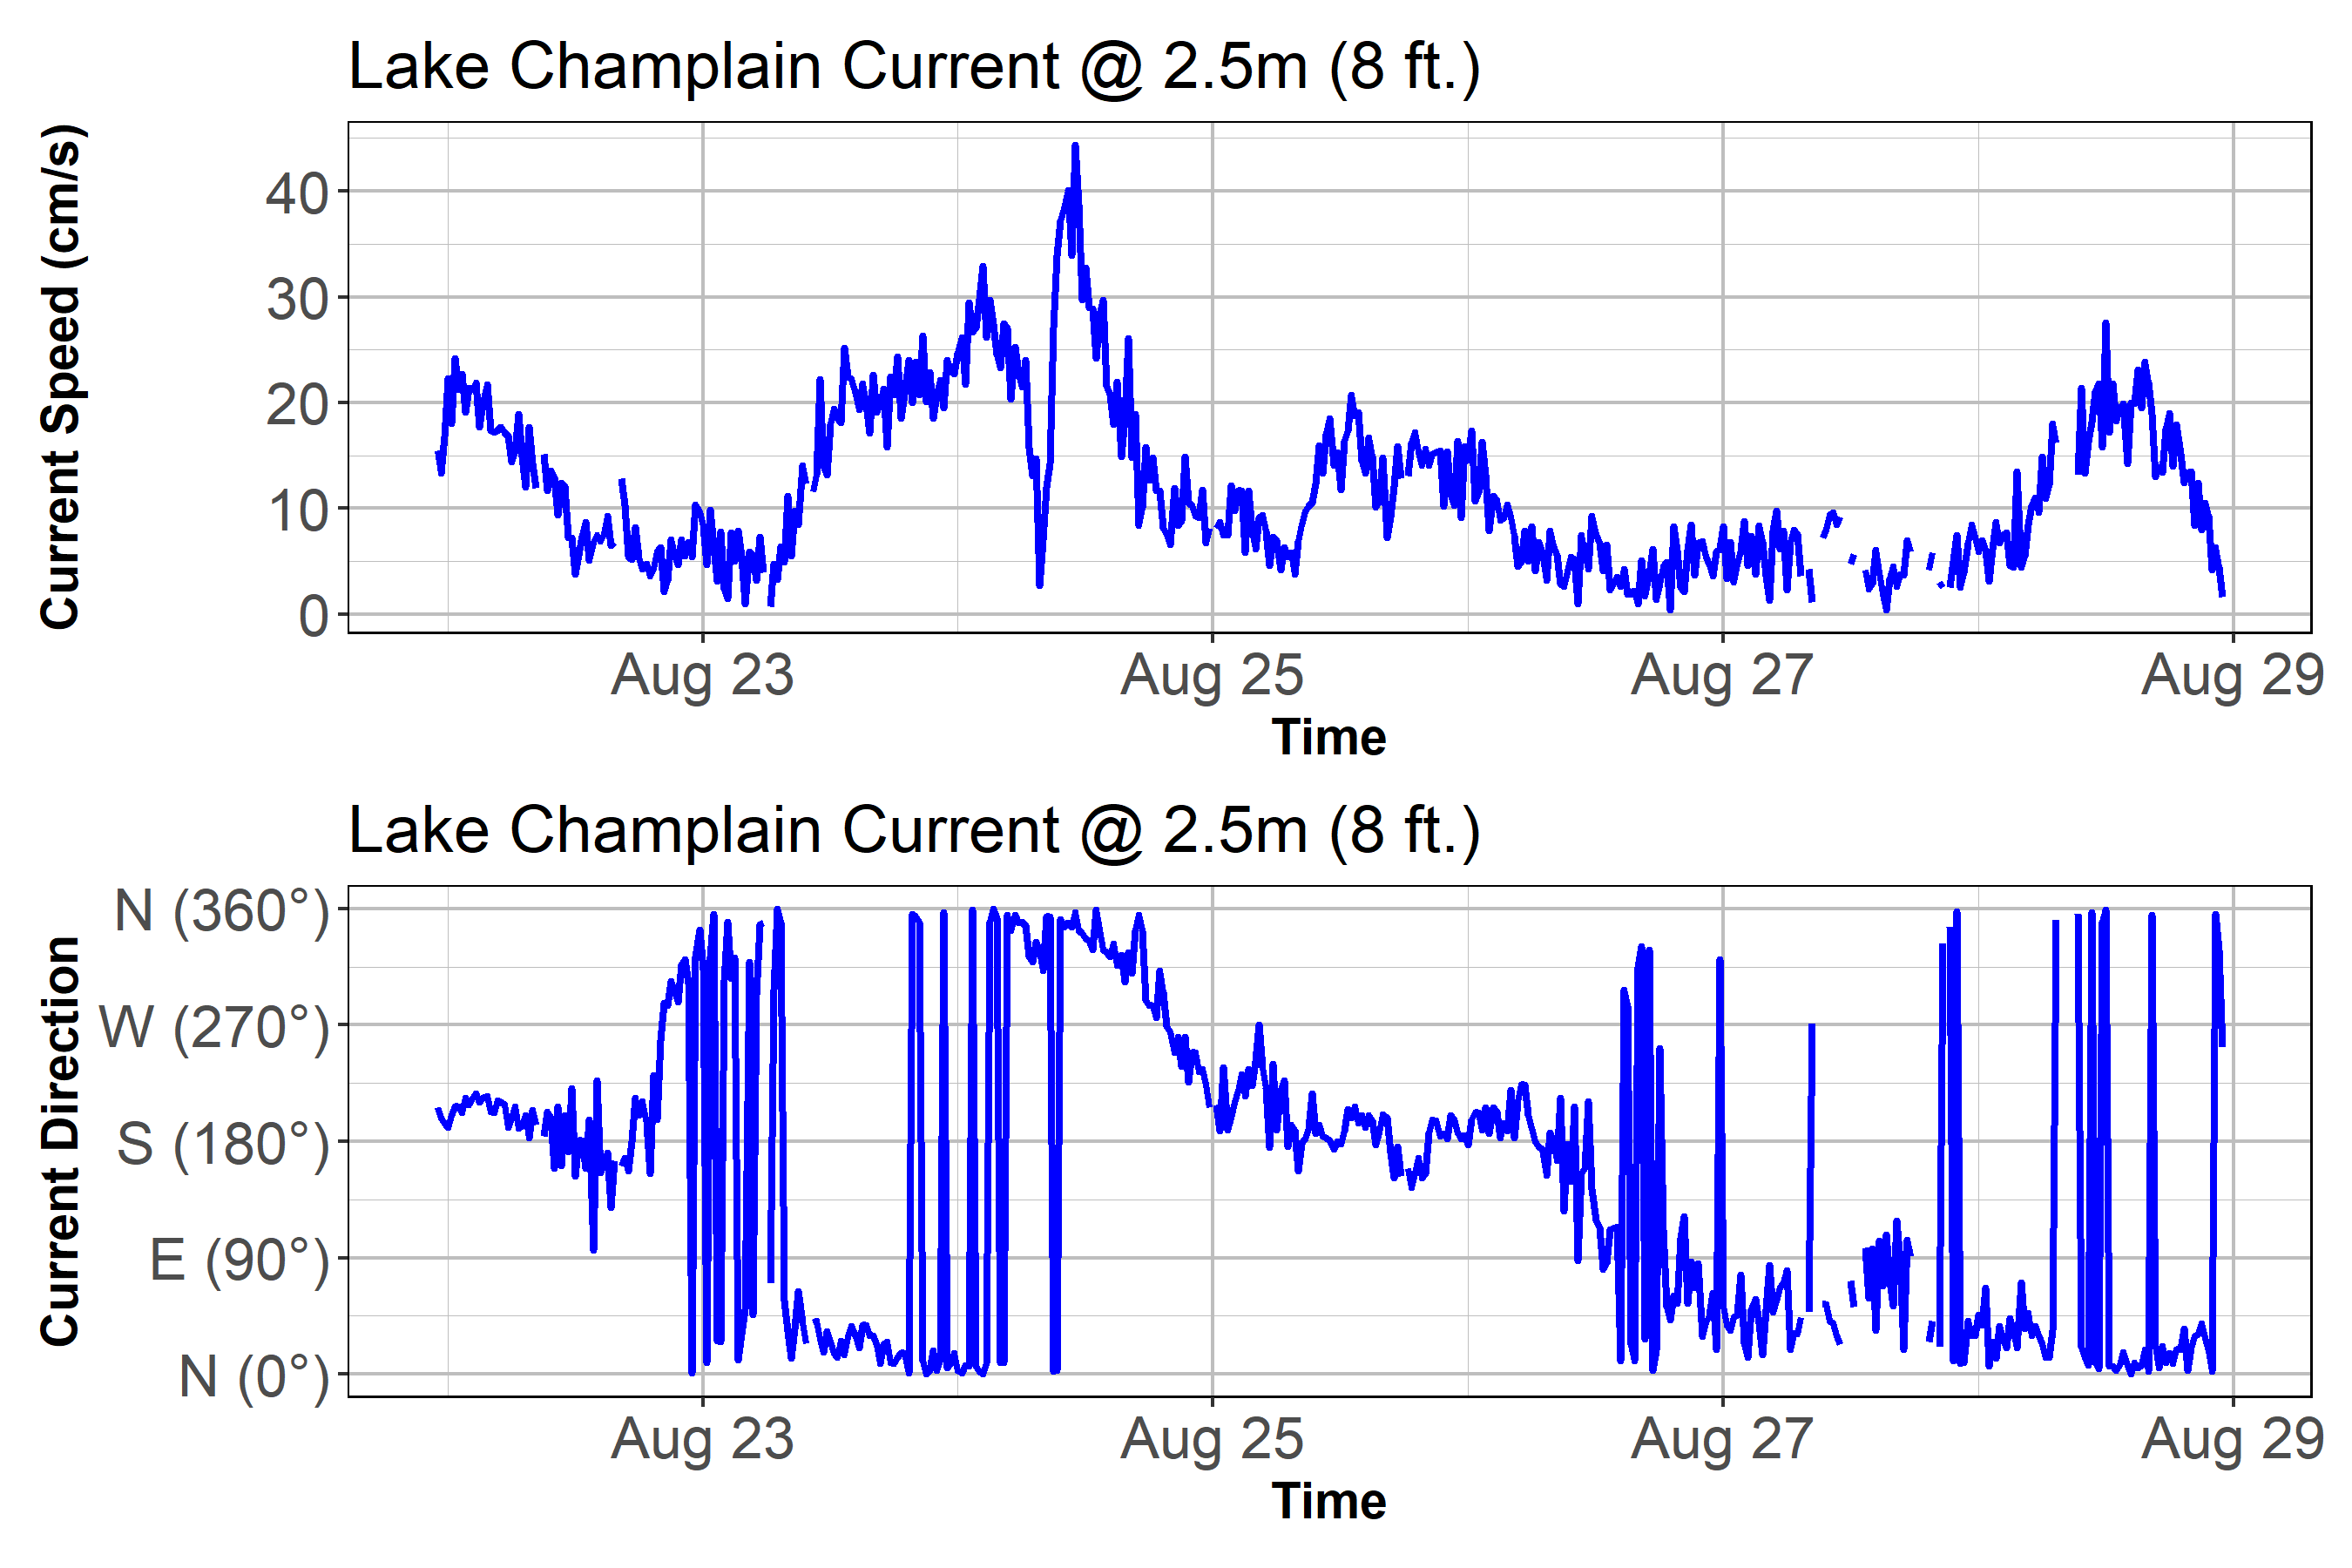 Lake Champlain Current @ 2.5m (8 ft.)
Current Speed (cm/s)
40
30
20
10
0
Aug 23 Aug 25 Aug 27 Aug 29
Time
Lake Champlain Current @ 2.5m (8 ft.)
Current Direction
N (360°)
W (270°)
S (180°)
E (90°)
N (0°)
Aug 23 Aug 25 Aug 27 Aug 29
Time